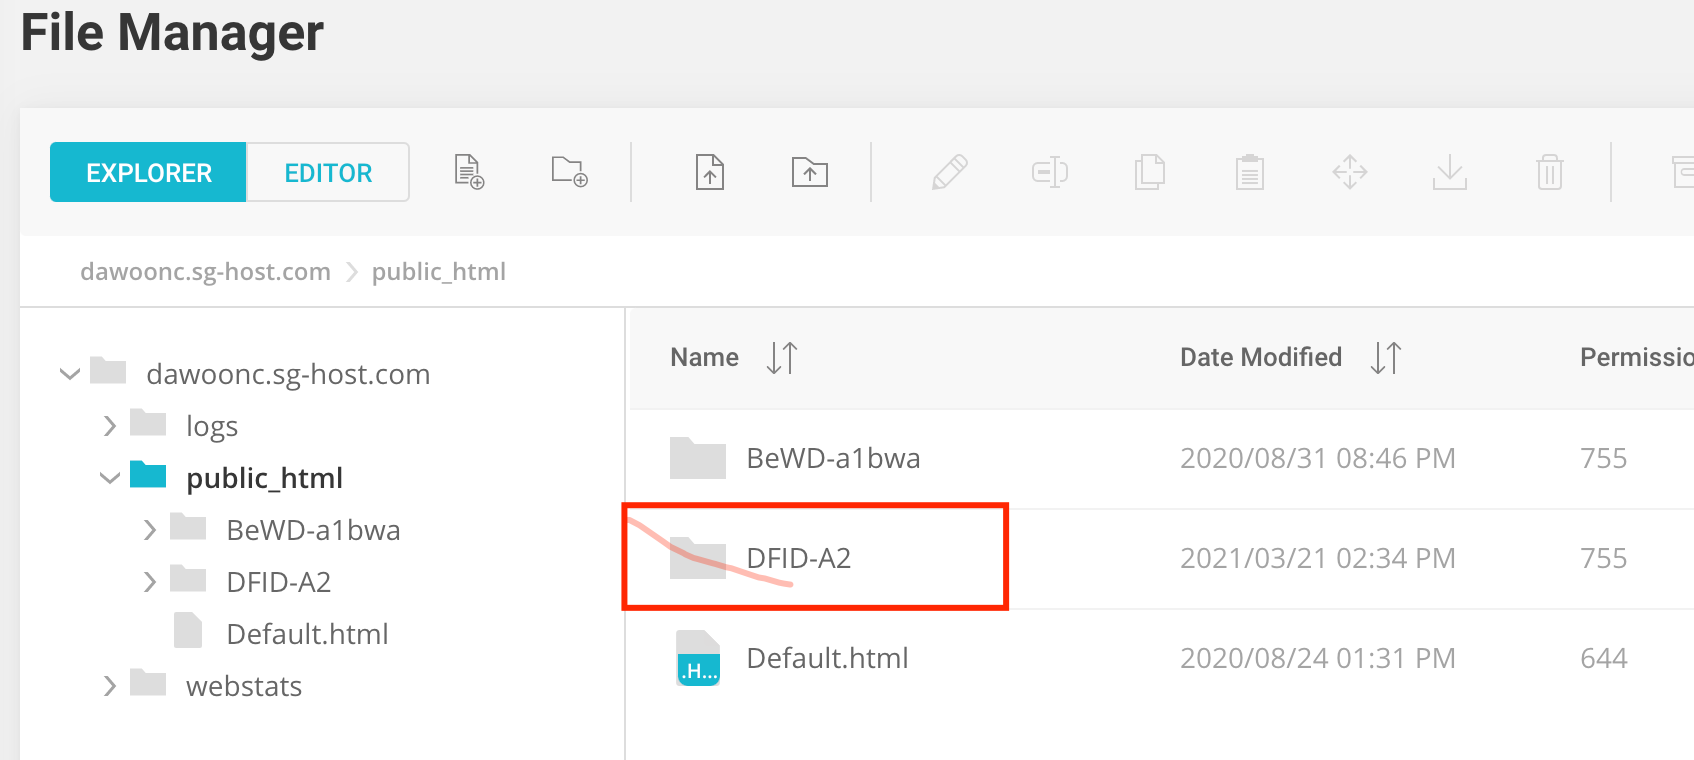 File Manager
EXPLORER EDITOR
dawoonc.sg-host.com public_html
dawoonc.sg-host.com
logs
public_html
BeWD-a1bwa
DFID-A2
Default.html
webstats
Name Date Modified Permissio
BeWD-a1bwa 2020/08/31 08:46 PM 755
DFID-A2 2021/03/21 02:34 PM 755
.H... Default.html 2020/08/24 01:31 PM 644